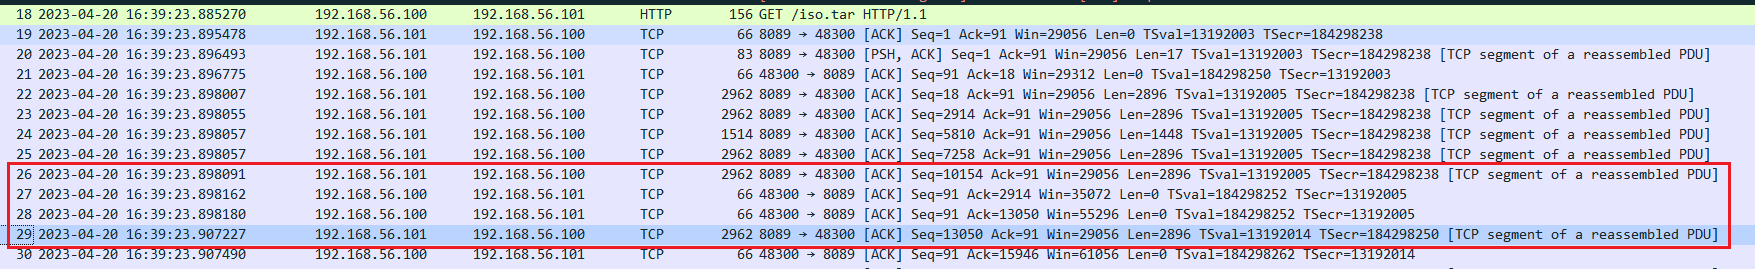 18 2023-04-20 16:39:23.885270 192.168.56.100 192.168.56.101 HTTP 156 GET /iso.tar HTTP/1.1
19 2023-04-20 16:39:23.895478 192.168.56.101 192.168.56.100 TCP 66 8089 → 48300 [ACK] Seq=1 Ack=91 Win=29056 Len=0 TSval=13192003 TSecr=184298238
20 2023-04-20 16:39:23.896493 192.168.56.101 192.168.56.100 TCP 83 8089 → 48300 [PSH, ACK] Seq=1 Ack=91 Win=29056 Len=17 TSval=13192003 TSecr=184298238 [TCP segment of a reassembled PDU]
21 2023-04-20 16:39:23.896775 192.168.56.100 192.168.56.101 TCP 66 48300 → 8089 [ACK] Seq=91 Ack=18 Win=29312 Len=0 TSval=184298250 TSecr=13192003
22 2023-04-20 16:39:23.898007 192.168.56.101 192.168.56.100 TCP 2962 8089 → 48300 [ACK] Seq=18 Ack=91 Win=29056 Len=2896 TSval=13192005 TSecr=184298238 [TCP segment of a reassembled PDU]
23 2023-04-20 16:39:23.898055 192.168.56.101 192.168.56.100 TCP 2962 8089 → 48300 [ACK] Seq=2914 Ack=91 Win=29056 Len=2896 TSval=13192005 TSecr=184298238 [TCP segment of a reassembled PDU]
24 2023-04-20 16:39:23.898057 192.168.56.101 192.168.56.100 TCP 1514 8089 → 48300 [ACK] Seq=5810 Ack=91 Win=29056 Len=1448 TSval=13192005 TSecr=184298238 [TCP segment of a reassembled PDU]
25 2023-04-20 16:39:23.898057 192.168.56.101 192.168.56.100 TCP 2962 8089 → 48300 [ACK] Seq=7258 Ack=91 Win=29056 Len=2896 TSval=13192005 TSecr=184298238 [TCP segment of a reassembled PDU]
26 2023-04-20 16:39:23.898091 192.168.56.101 192.168.56.100 TCP 2962 8089 → 48300 [ACK] Seq=10154 Ack=91 Win=29056 Len=2896 TSval=13192005 TSecr=184298238 [TCP segment of a reassembled PDU]
27 2023-04-20 16:39:23.898162 192.168.56.100 192.168.56.101 TCP 66 48300 → 8089 [ACK] Seq=91 Ack=2914 Win=35072 Len=0 TSval=184298252 TSecr=13192005
28 2023-04-20 16:39:23.898180 192.168.56.100 192.168.56.101 TCP 66 48300 → 8089 [ACK] Seq=91 Ack=13050 Win=55296 Len=0 TSval=184298252 TSecr=13192005
29 2023-04-20 16:39:23.907227 192.168.56.101 192.168.56.100 TCP 2962 8089 → 48300 [ACK] Seq=13050 Ack=91 Win=29056 Len=2896 TSval=13192014 TSecr=184298250 [TCP segment of a reassembled PDU]
30 2023-04-20 16:39:23.907490 192.168.56.100 192.168.56.101 TCP 66 48300 → 8089 [ACK] Seq=91 Ack=15946 Win=61056 Len=0 TSval=184298262 TSecr=13192014